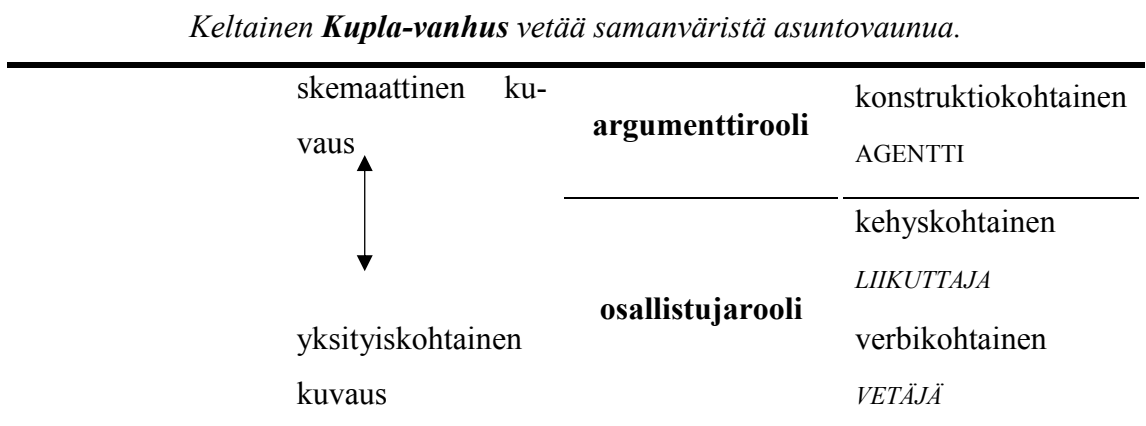 Keltainen Kupla-vanhus vetää samanväristä asuntovaunua.
skemaattinen ku-
vaus
argumenttirooli
konstruktiokohtainen
AGENTTI
yksityiskohtainen
kuvaus
osallistujarooli
kehyskohtainen
LIIKUTTAJA
verbikohtainen
VETÄJÄ